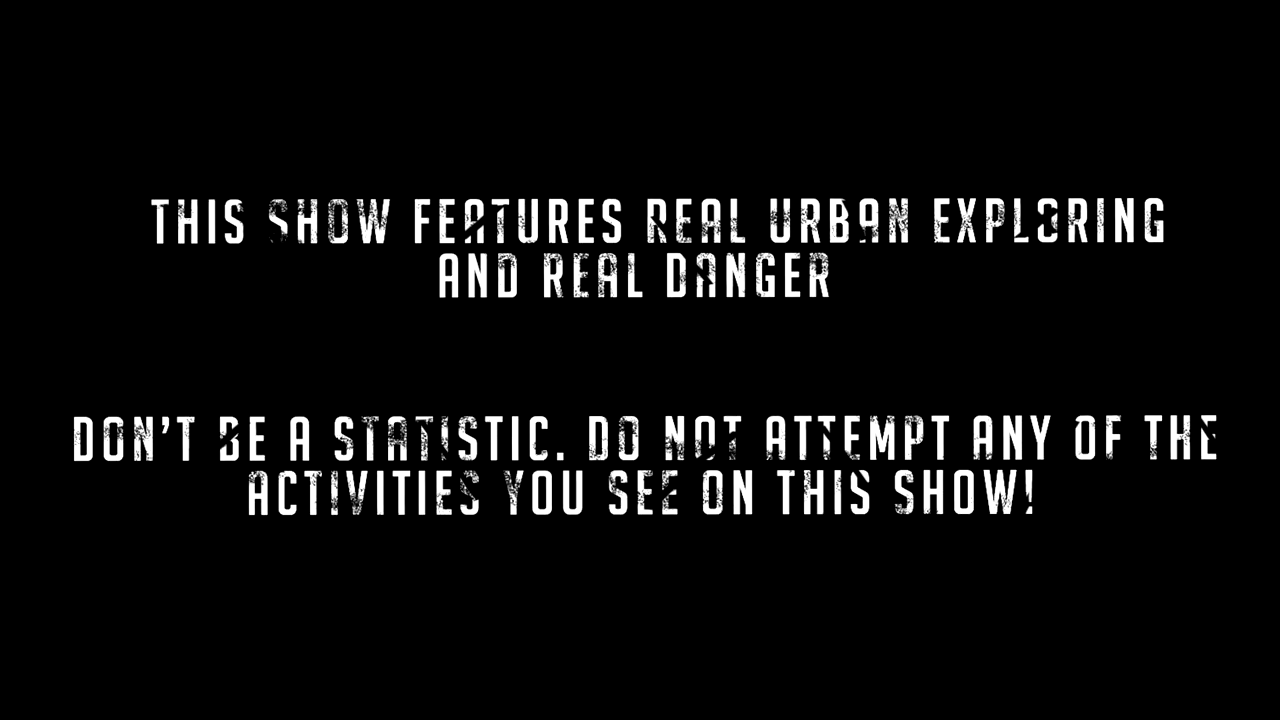 THIS SHOW FEATURES REAL URBAN EXPLORING
AND REAL DANGER
DON'T BE A STATISTIC. DO NOT ATTEMPT ANY OF THE
ACTIVITIES YOU SEE ON THIS SHOW!